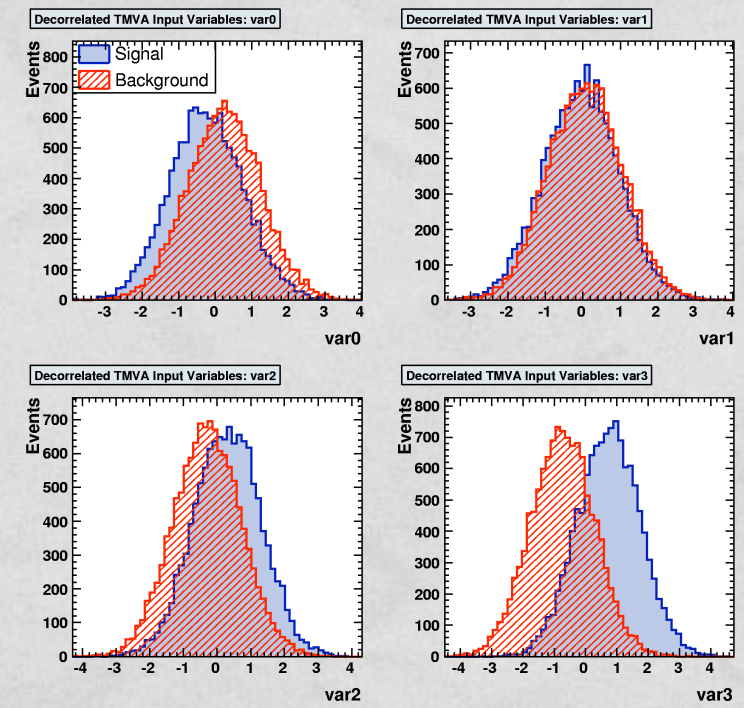 Decorrelated TMVA Input Variables: var0
Events
Signal
Background
800
700
600
500
400
300
200
100
0
-3 -2 -1 0 1 2 3 4
var0
Decorrelated TMVA Input Variables: var1
Events
700
600
500
400
300
200
100
0
-3 -2 -1 0 1 2 3 4
var1
Decorrelated TMVA Input Variables: var2
Events
700
600
500
400
300
200
100
0
-4 -3 -2 -1 0 1 2 3 4
var2
Decorrelated TMVA Input Variables: var3
Events
800
700
600
500
400
300
200
100
0
-4 -3 -2 -1 0 1 2 3 4
var3